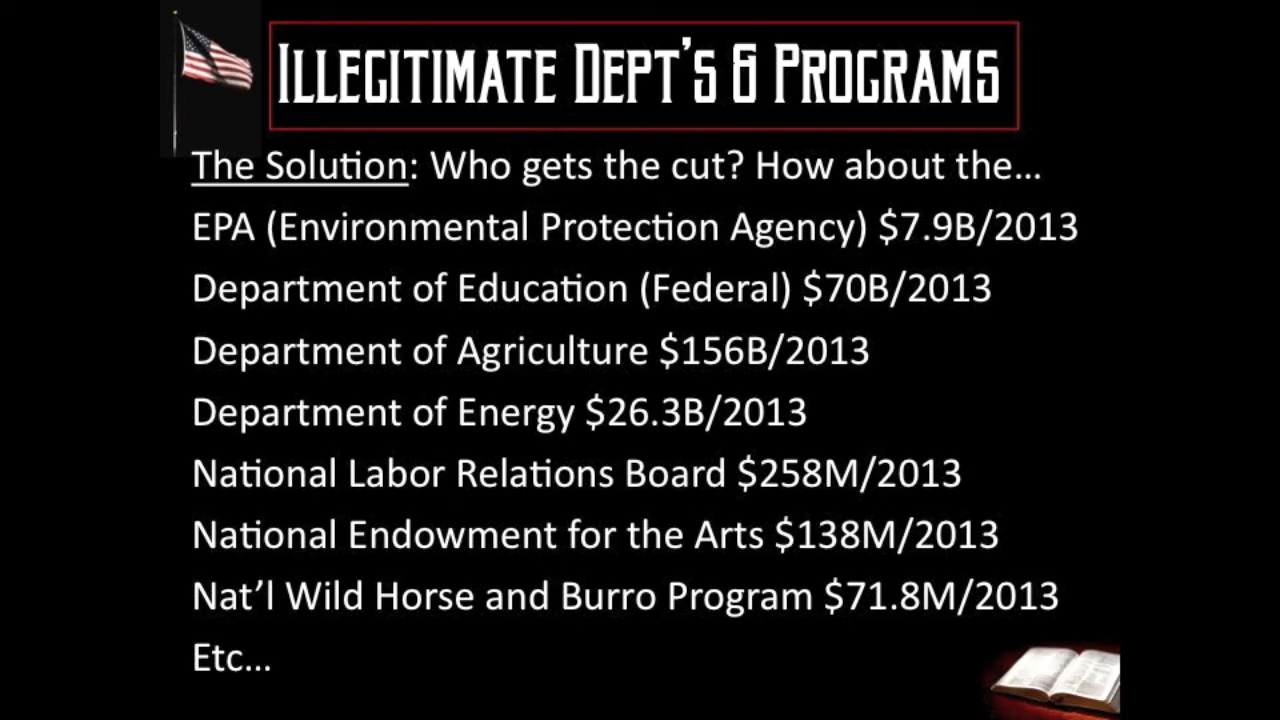 Illegitimate Dept's & Programs
The Solution: Who gets the cut? How about the...
EPA (Environmental Protection Agency) $7.9B/2013
Department of Education (Federal) $70B/2013
Department of Agriculture $156B/2013
Department of Energy $26.3B/2013
National Labor Relations Board $258M/2013
National Endowment for the Arts $138M/2013
Nat'l Wild Horse and Burro Program $71.8M/2013
Etc...